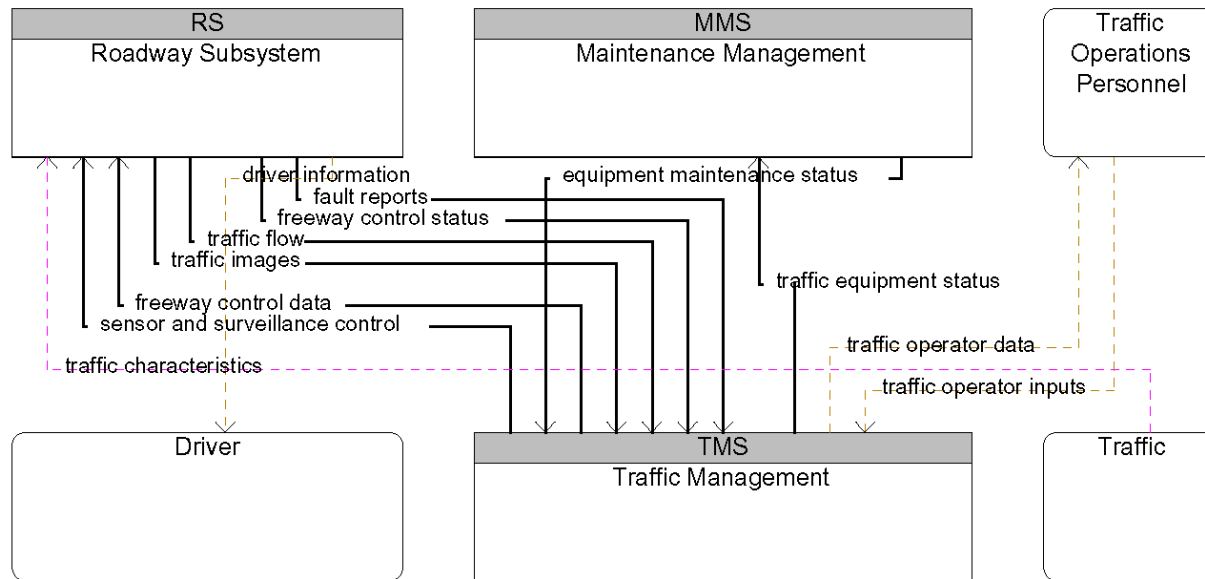 RS
Roadway Subsystem
MMS
Maintenance Management
Traffic
Operations
Personnel
driver information
equipment maintenance status
fault reports
freeway control status
traffic flow
traffic images
traffic equipment status
freeway control data
sensor and surveillance control
traffic operator data
traffic characteristics
traffic operator inputs
Driver
TMS
Traffic Management
Traffic